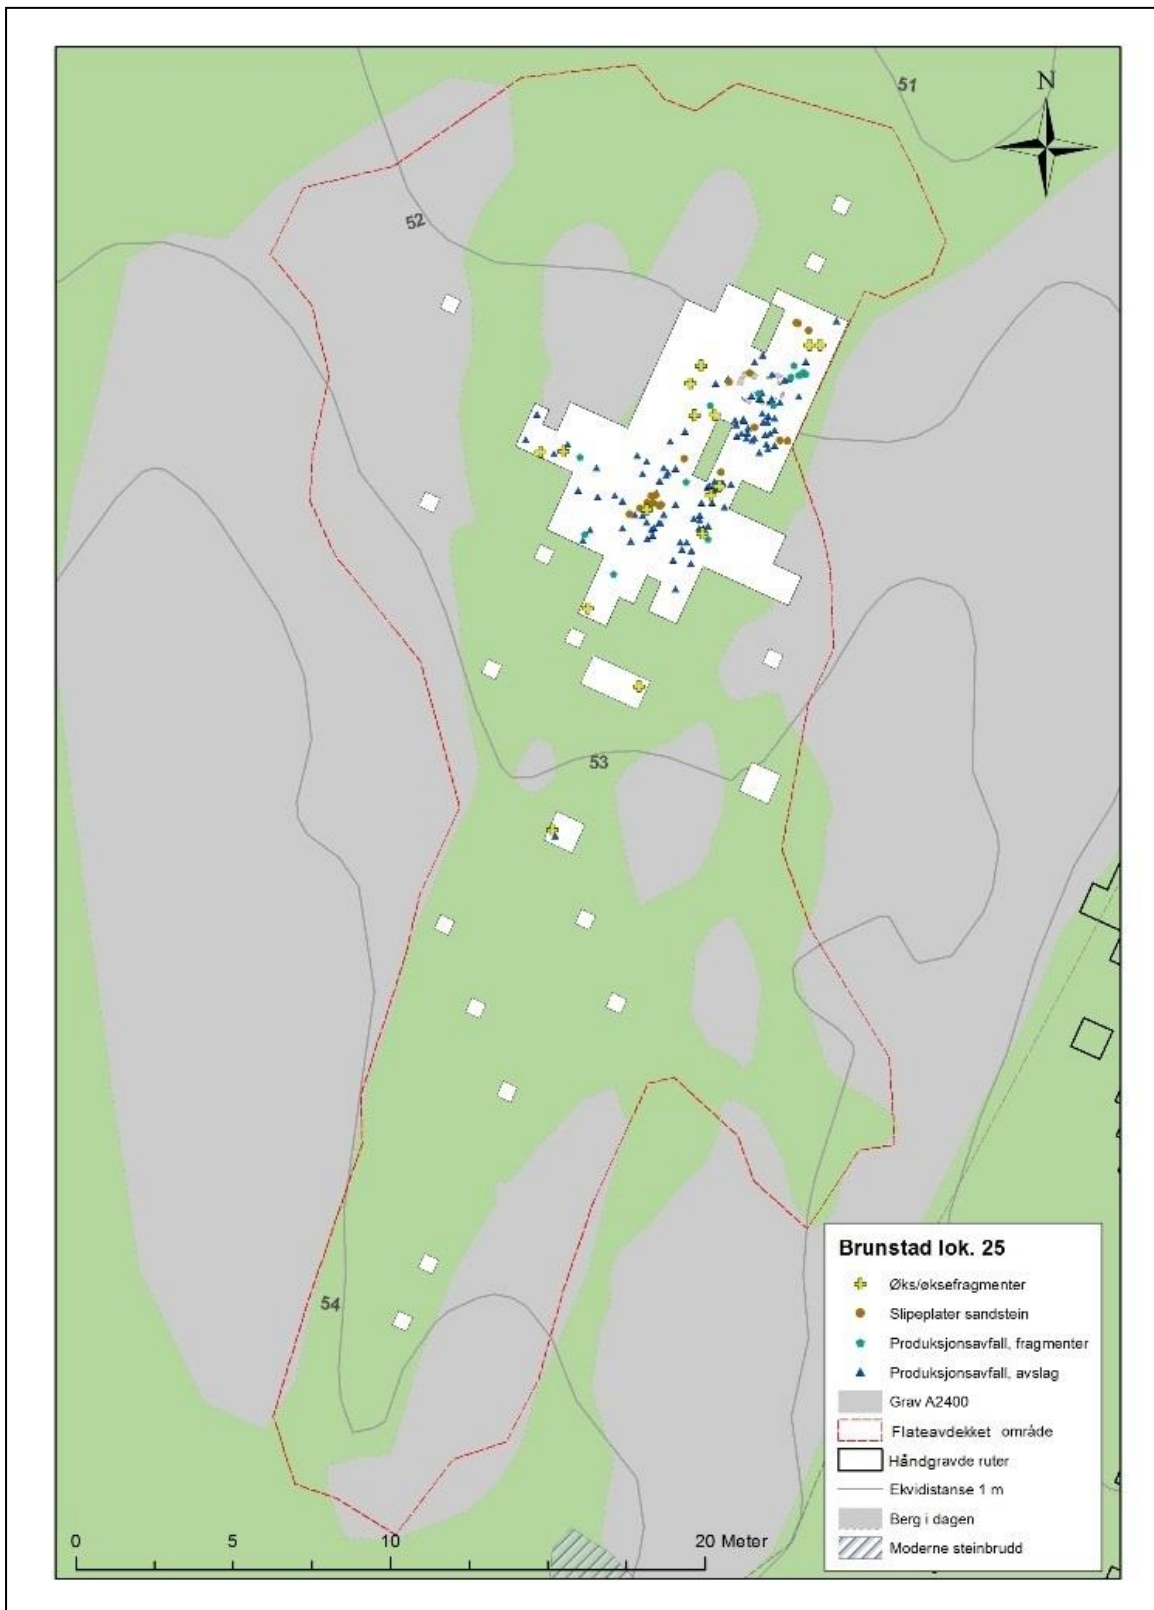 51
N
52
53
54
Brunstad lok. 25
Øks/øksefragmenter
Slipeplater sandstein
Produksjonsavfall, fragmenter
Produksjonsavfall, avslag
Grav A2400
Flateavdekket område
Håndgravde ruter
Ekvidistanse 1 m
Berg i dagen
Moderne steinbrudd
0 5 10 20 Meter